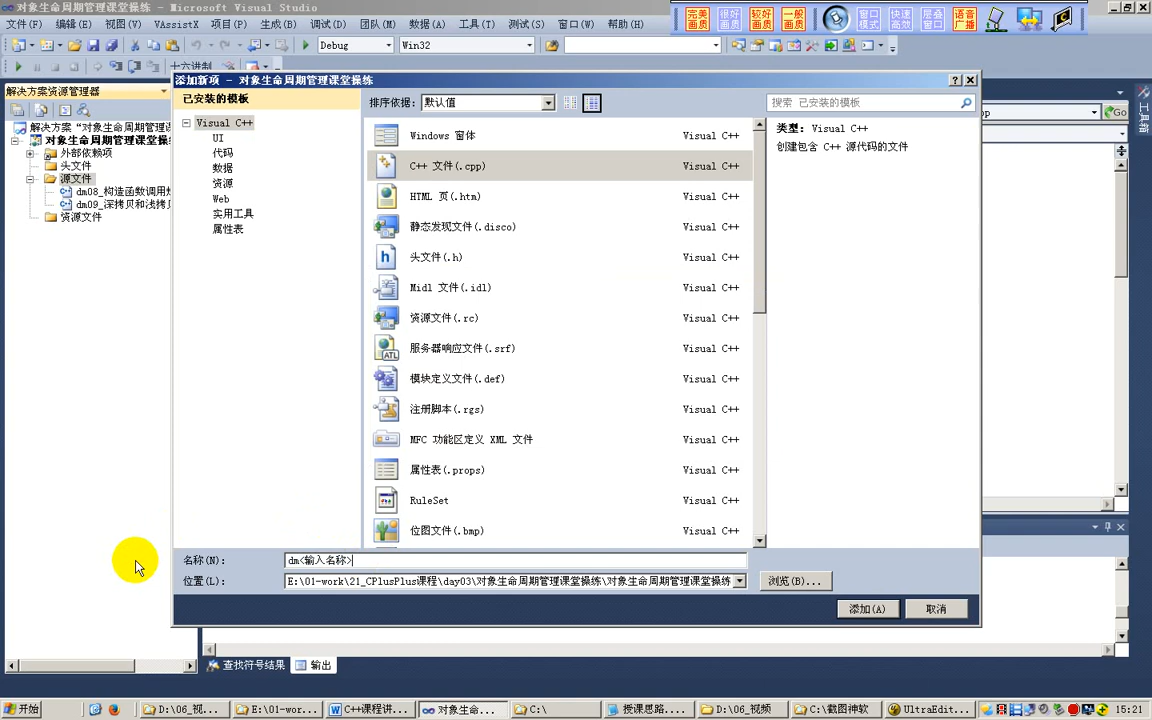 对象生命周期管理课堂操练 - Microsoft Visual Studio
文件(F) 编辑(E) 视图(V) VAssistX 项目(P) 生成(B) 调试(D) 团队(M) 数据(A) 工具(T) 测试(S) 窗口(W) 帮助(H)
完美画质 很好画质 较好画质 一般画质 窗口模式 快速高效 层叠窗口 语音广播
Debug Win32
十六进制
解决方案资源管理器
解决方案“对象生命周期管理课
对象生命周期管理课堂操练
外部依赖项
头文件
源文件
dm08_构造函数调用规
dm09_深拷贝和浅拷贝
资源文件
添加新项 - 对象生命周期管理课堂操练
已安装的模板
排序依据: 默认值
搜索 已安装的模板
Visual C++
UI
代码
数据
资源
Web
实用工具
属性表
Windows 窗体 Visual C++
C++ 文件(.cpp) Visual C++
HTML 页(.htm) Visual C++
静态发现文件(.disco) Visual C++
头文件(.h) Visual C++
Midl 文件(.idl) Visual C++
资源文件(.rc) Visual C++
服务器响应文件(.srf) Visual C++
模块定义文件(.def) Visual C++
注册脚本(.rgs) Visual C++
MFC 功能区定义 XML 文件 Visual C++
属性表(.props) Visual C++
RuleSet Visual C++
位图文件(.bmp) Visual C++
类型: Visual C++
创建包含 C++ 源代码的文件
Go
工具箱
名称(N): dm<输入名称>
位置(L): E:\01-work\21_CPlusPlus课程\day03\对象生命周期管理课堂操练\对象生命周期管理课堂操练
浏览(B)...
添加(A) 取消
查找符号结果 输出
开始 D:\06_视... E:\01-wor... C++课程讲... 对象生命... C:\ 授课思路... D:\06_视频 C:\截图神软 UltraEdit... 15:21